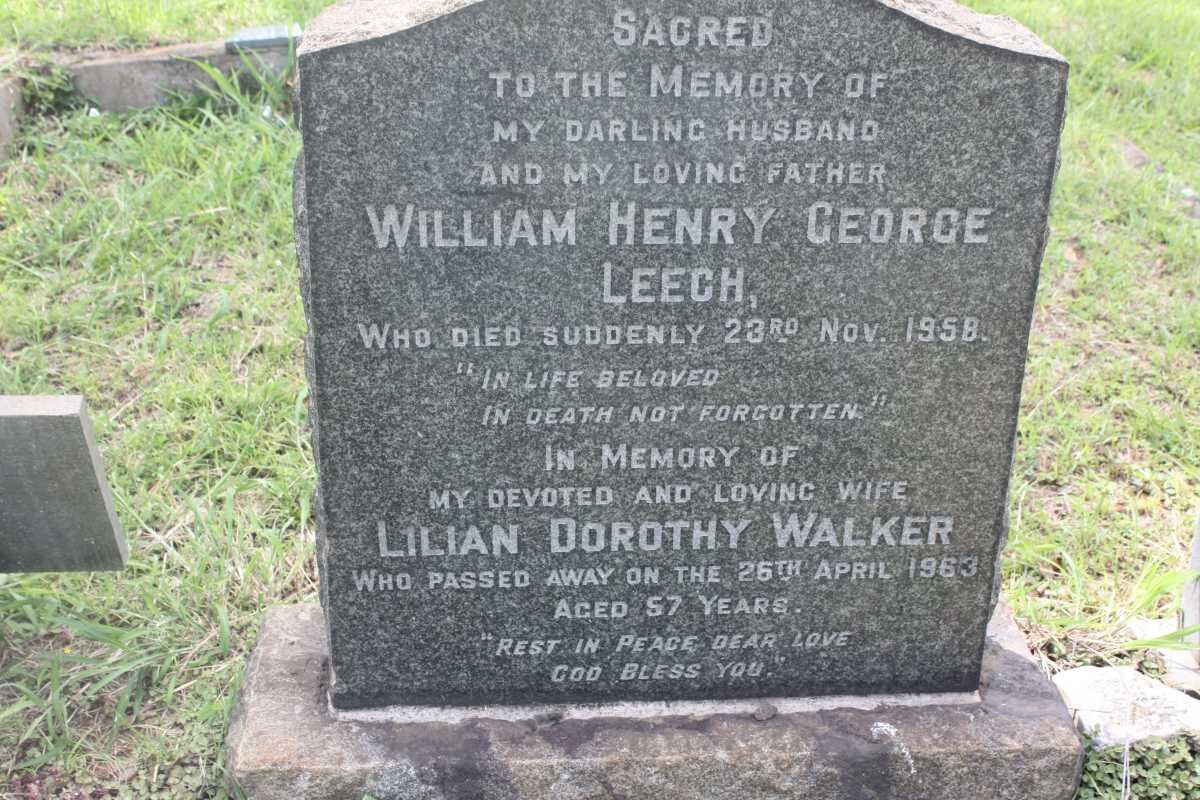 SACRED
TO THE MEMORY OF
MY DARLING HUSBAND
AND MY LOVING FATHER
WILLIAM HENRY GEORGE
LEECH,
WHO DIED SUDDENLY 23RD NOV. 1958.
"IN LIFE BELOVED
IN DEATH NOT FORGOTTEN."
IN MEMORY OF
MY DEVOTED AND LOVING WIFE
LILIAN DOROTHY WALKER
WHO PASSED AWAY ON THE 26TH APRIL 1963
AGED 57 YEARS.
"REST IN PEACE DEAR LOVE
GOD BLESS YOU."